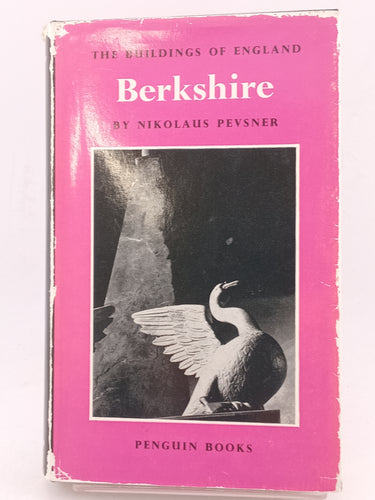 THE BUILDINGS OF ENGLAND
Berkshire
BY NIKOLAUS PEVSNER
PENGUIN BOOKS